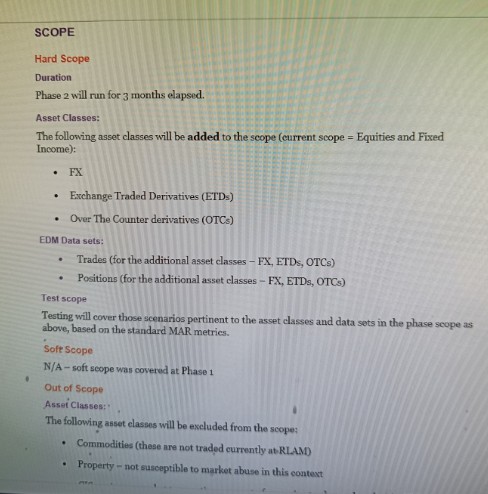 SCOPE
Hard Scope
Duration
Phase 2 will run for 3 months elapsed.
Asset Classes:
The following asset classes will be added to the scope (current scope = Equities and Fixed
Income):
• FX
• Exchange Traded Derivatives (ETDs)
• Over The Counter derivatives (OTCs)
EDM Data sets:
• Trades (for the additional asset classes – FX, ETDs, OTCs)
• Positions (for the additional asset classes – FX, ETDs, OTCs)
Test scope
Testing will cover those scenarios pertinent to the asset classes and data sets in the phase scope as
above, based on the standard MAR metrics.
Soft Scope
N/A – soft scope was covered at Phase 1
Out of Scope
Asset Classes:
The following asset classes will be excluded from the scope:
• Commodities (these are not traded currently at RLAM)
• Property – not susceptible to market abuse in this context